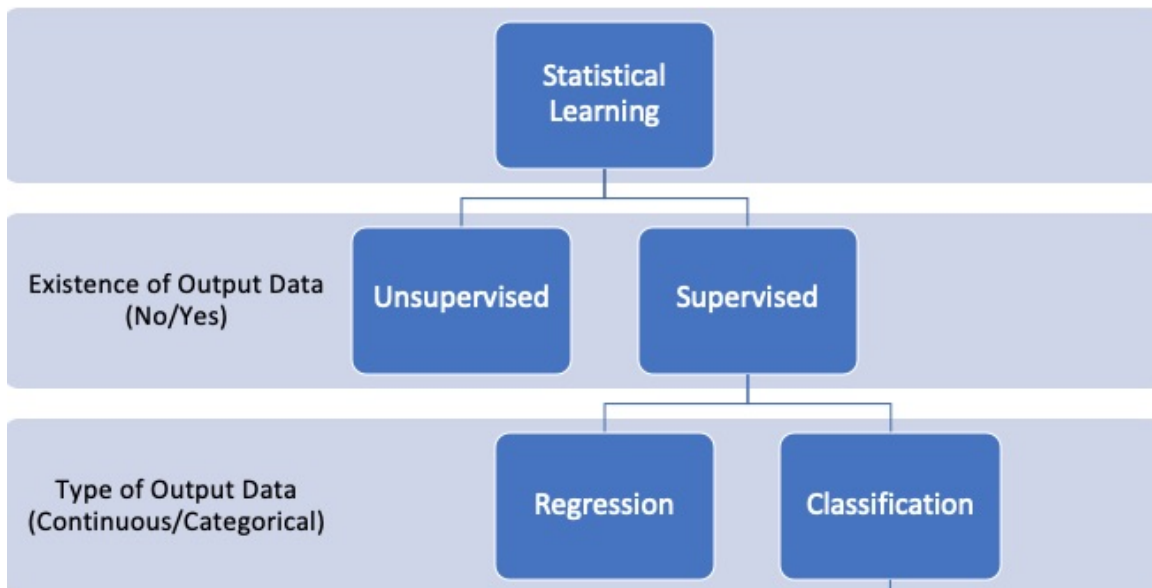 Statistical
Learning
Existence of Output Data
(No/Yes)
Unsupervised
Supervised
Type of Output Data
(Continuous/Categorical)
Regression
Classification